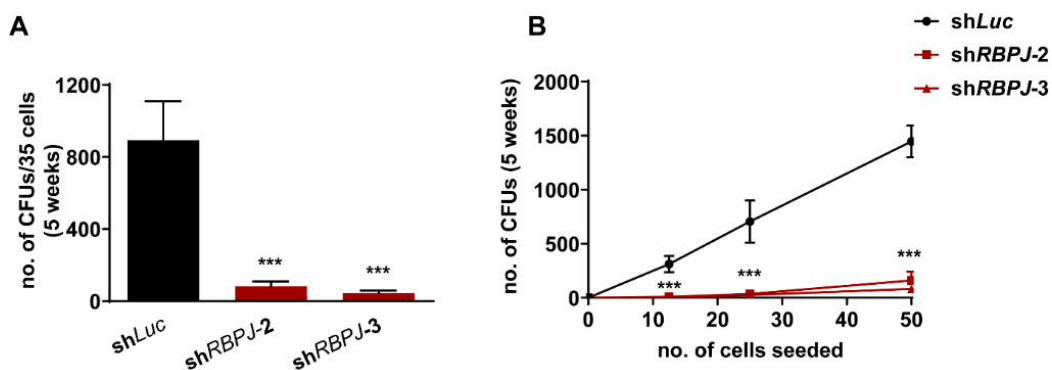 A
no. of CFUs/35 cells
(5 weeks)
1200
800
400
0
***
***
shLuc
shRBPJ-2
shRBPJ-3
B
shLuc
shRBPJ-2
shRBPJ-3
no. of CFUs (5 weeks)
2000
1500
1000
500
0
***
***
***
0
10
20
30
40
50
no. of cells seeded